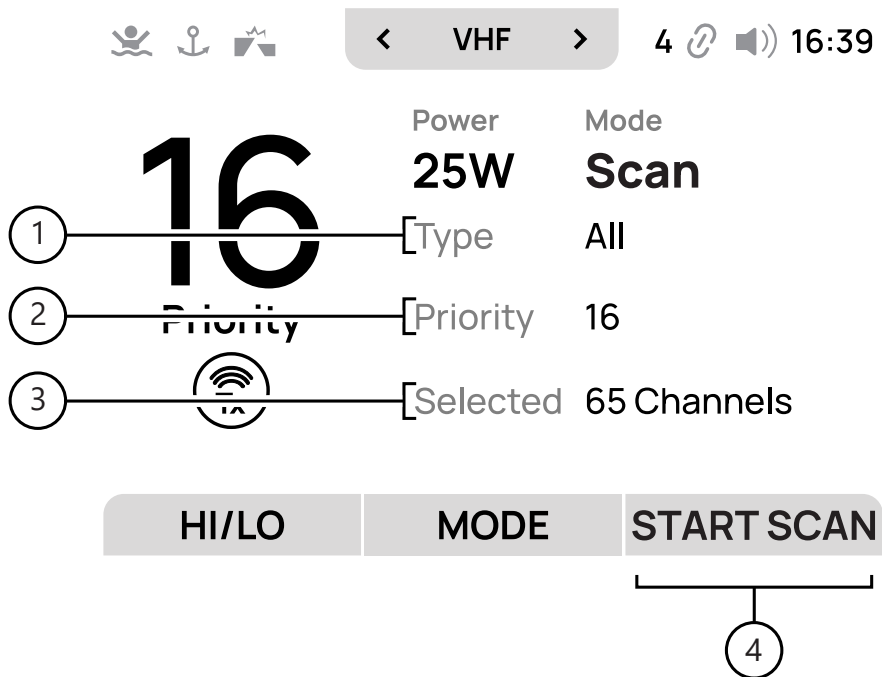 < VHF > 4 16:39
16
Priority
TX
Power 25W
Mode Scan
1 Type All
2 Priority 16
3 Selected 65 Channels
HI/LO MODE START SCAN
4